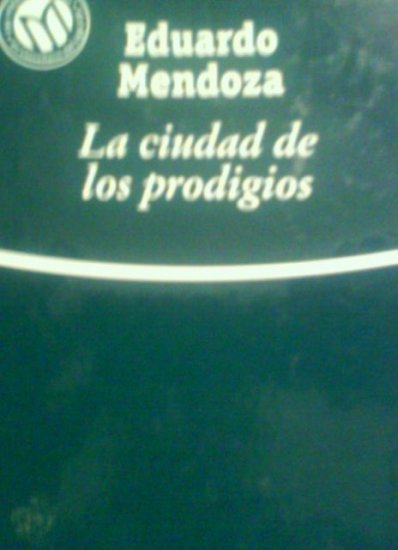 Eduardo
Mendoza
La ciudad de
los prodigios